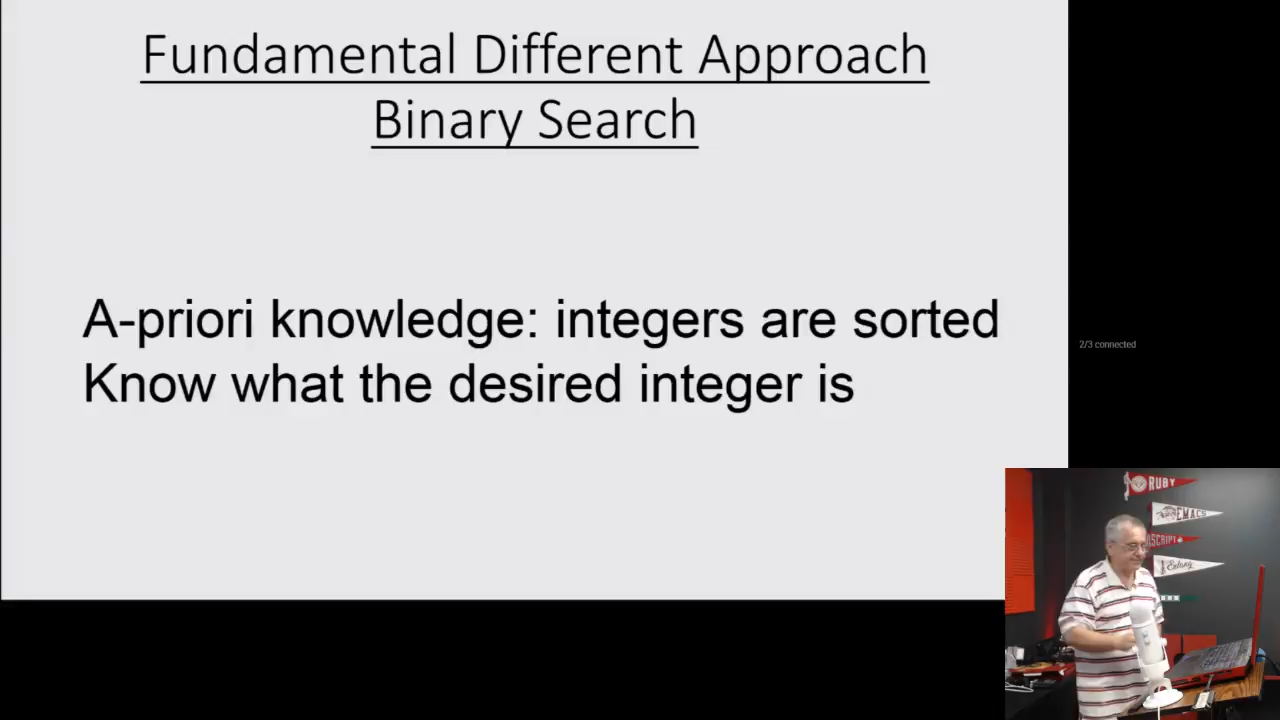 Fundamental Different Approach
Binary Search
A-priori knowledge: integers are sorted
Know what the desired integer is
2/3 connected
RUBY
EMACS
Erlang